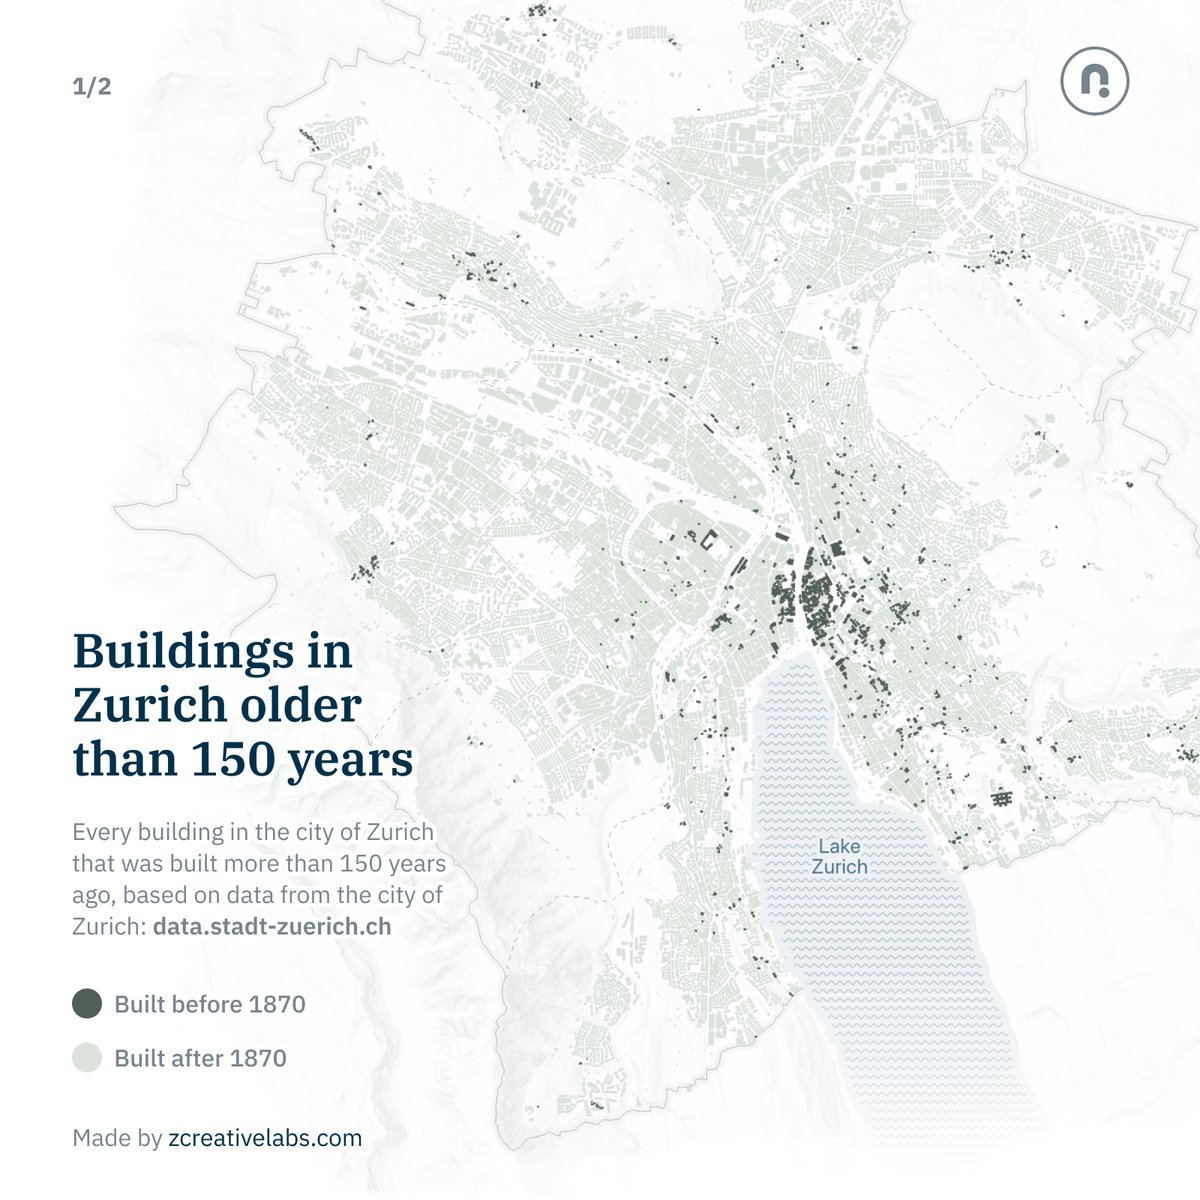 1/2
n.
Buildings in
Zurich older
than 150 years
Every building in the city of Zurich
that was built more than 150 years
ago, based on data from the city of
Zurich: data.stadt-zuerich.ch
Built before 1870
Built after 1870
Made by zcreativelabs.com
Lake
Zurich